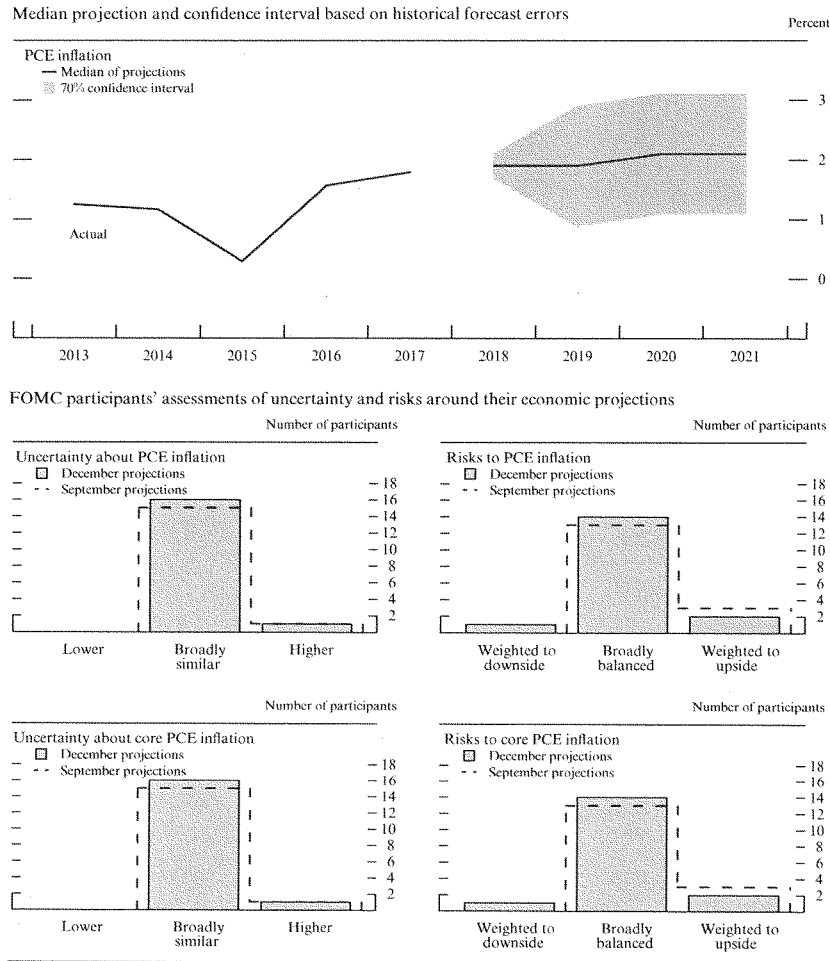 Median projection and confidence interval based on historical forecast errors
Percent
PCE inflation
Median of projections
70% confidence interval
3
2
1
0
Actual
2013 2014 2015 2016 2017 2018 2019 2020 2021
FOMC participants' assessments of uncertainty and risks around their economic projections
Number of participants
Uncertainty about PCE inflation
December projections
September projections
18
16
14
12
10
8
6
4
2
Lower Broadly similar Higher
Number of participants
Risks to PCE inflation
December projections
September projections
18
16
14
12
10
8
6
4
2
Weighted to downside Broadly balanced Weighted to upside
Number of participants
Uncertainty about core PCE inflation
December projections
September projections
18
16
14
12
10
8
6
4
2
Lower Broadly similar Higher
Number of participants
Risks to core PCE inflation
December projections
September projections
18
16
14
12
10
8
6
4
2
Weighted to downside Broadly balanced Weighted to upside